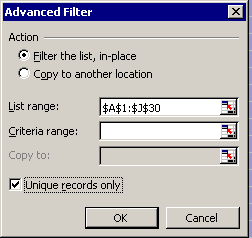 Advanced Filter
Action
Filter the list, in-place
Copy to another location
List range: $A$1:$J$30
Criteria range:
Copy to:
Unique records only
OK Cancel